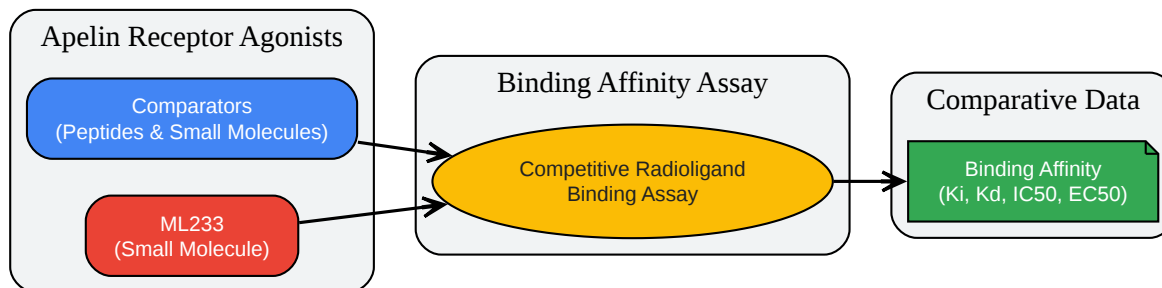 Apelin Receptor Agonists
Comparators
(Peptides & Small Molecules)
ML233
(Small Molecule)
Binding Affinity Assay
Competitive Radioligand
Binding Assay
Comparative Data
Binding Affinity
(Ki, Kd, IC50, EC50)